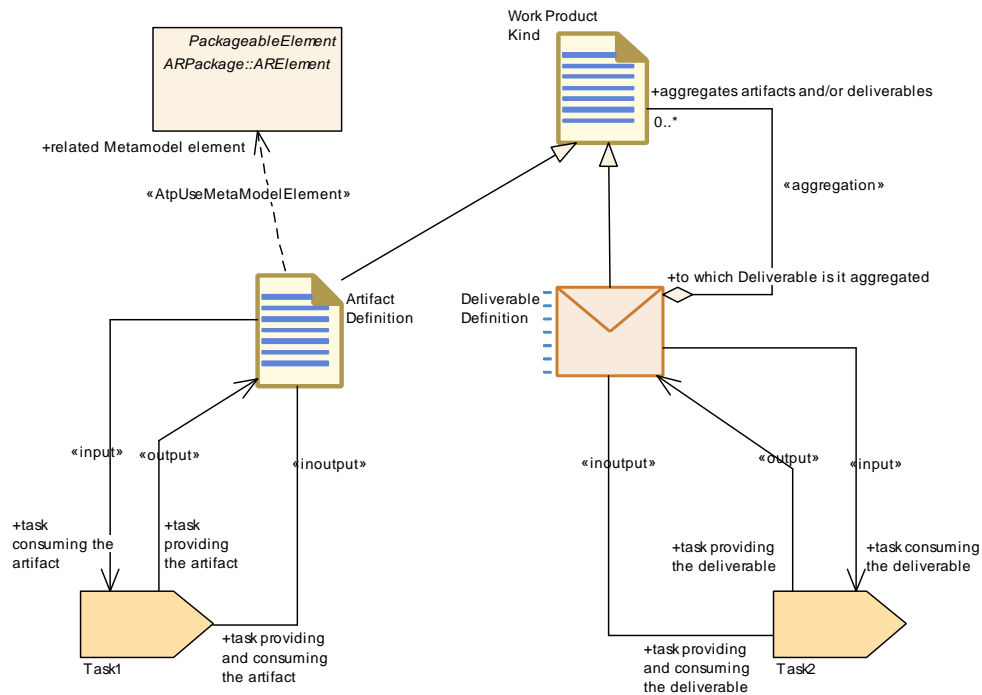 Work Product
Kind
PackageableElement
ARPackage::ARElement
+aggregates artifacts and/or deliverables
0..*
+related Metamodel element
«AtpUseMetaModelElement»
«aggregation»
+to which Deliverable is it aggregated
Artifact
Definition
Deliverable
Definition
«input»
«output»
«inoutput»
«inoutput»
«output»
«input»
+task
consuming the
artifact
+task
providing
the artifact
+task providing
the deliverable
+task consuming
the deliverable
+task providing
and consuming
the artifact
+task providing
and consuming
the deliverable
Task1
Task2